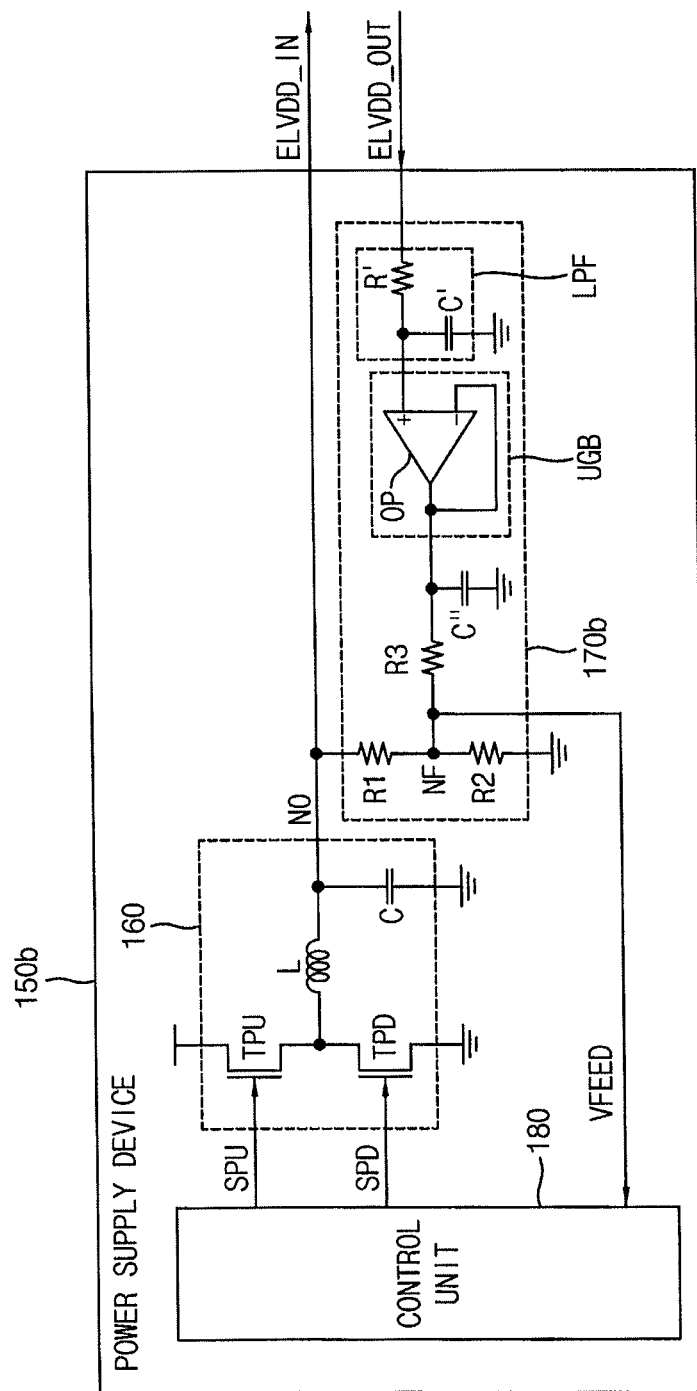 150b
POWER SUPPLY DEVICE
160
ELVDD_IN
ELVDD_OUT
NO
L
C
TPU
TPD
SPU
SPD
R1
NF
R2
R3
C''
OP
+
-
UGB
R'
C'
LPF
170b
VFEED
180
CONTROL
UNIT